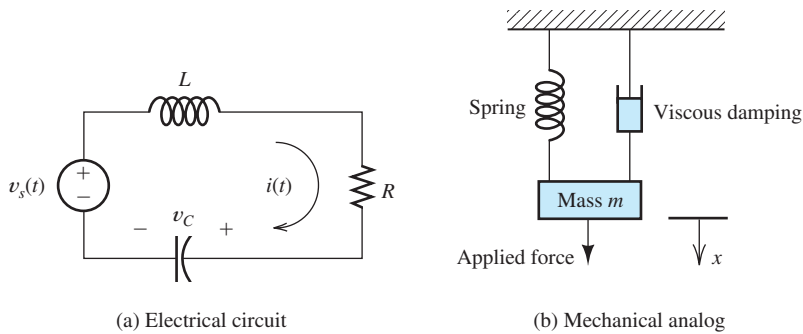 L
+
−
v_s(t)
i(t)
R
v_C
− +
(a) Electrical circuit
Spring
Viscous damping
Mass m
Applied force
x
(b) Mechanical analog